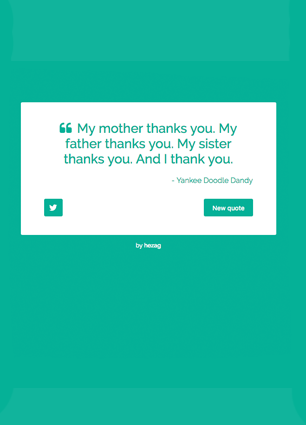 “ My mother thanks you. My
father thanks you. My sister
thanks you. And I thank you.
- Yankee Doodle Dandy
New quote
by hezag